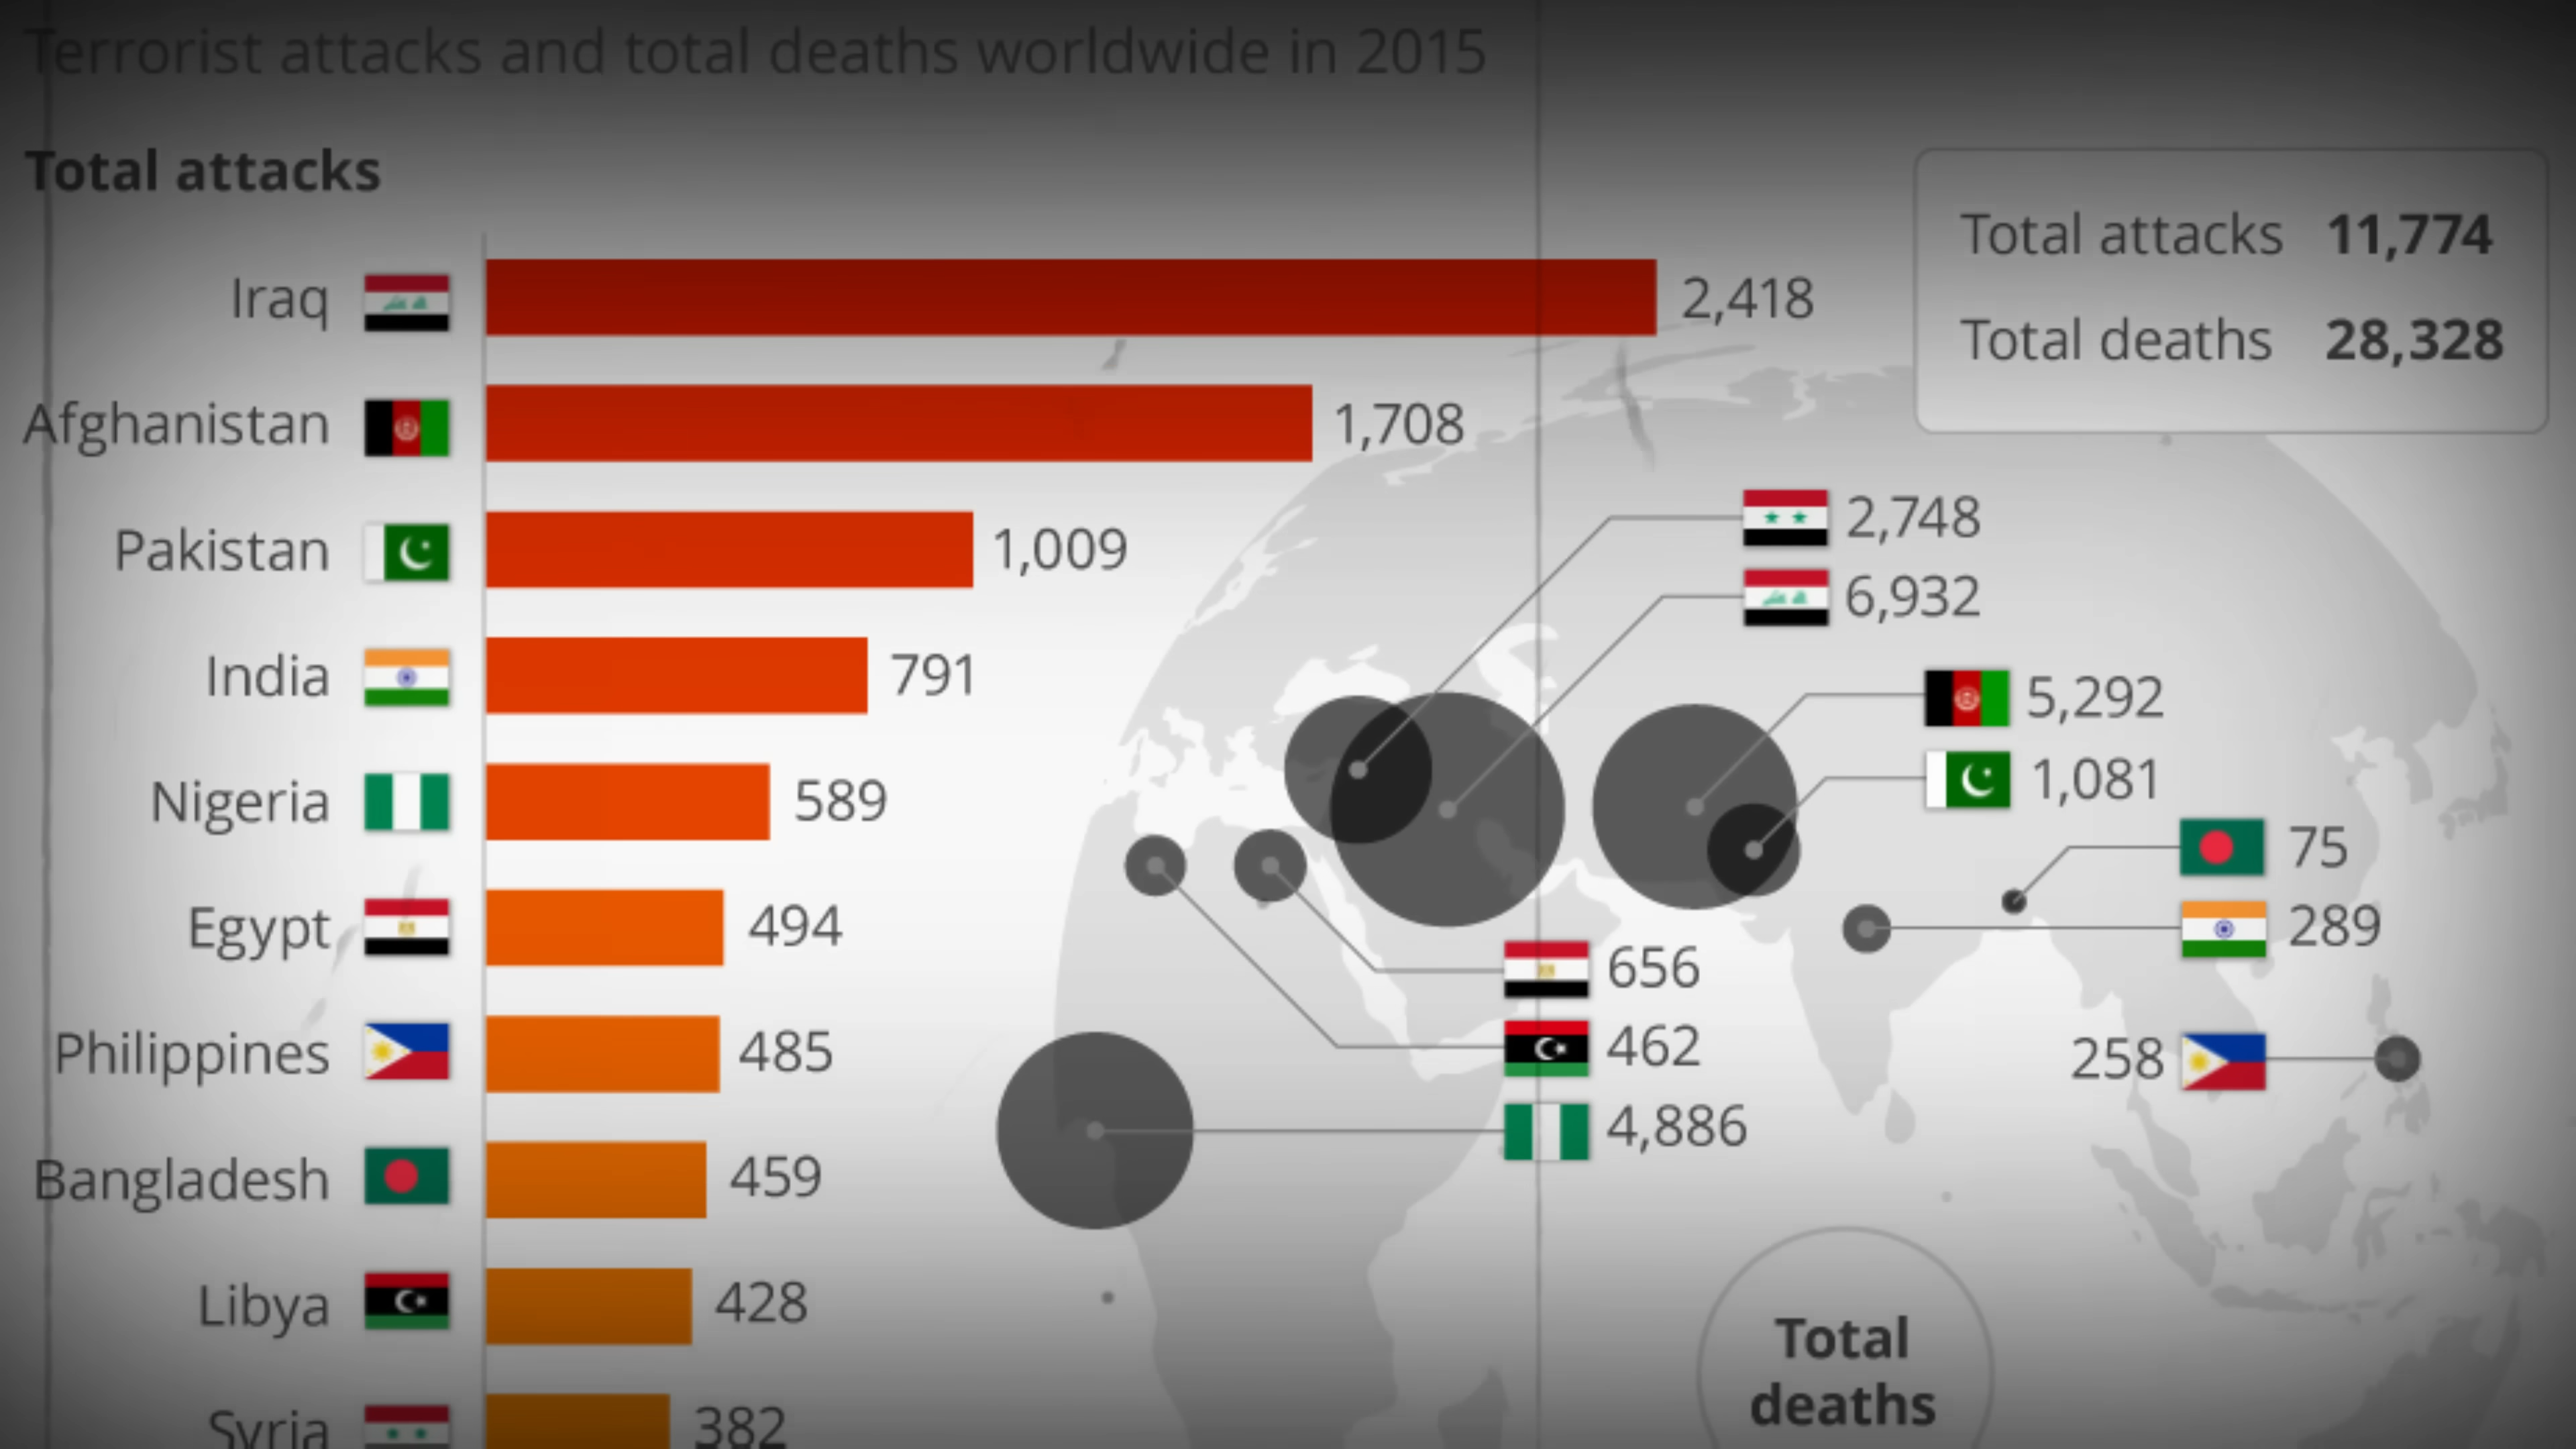 Terrorist attacks and total deaths worldwide in 2015
Total attacks
Iraq 2,418
Afghanistan 1,708
Pakistan 1,009
India 791
Nigeria 589
Egypt 494
Philippines 485
Bangladesh 459
Libya 428
Syria 382
Total attacks 11,774
Total deaths 28,328
2,748
6,932
5,292
1,081
75
289
656
462
258
4,886
Total
deaths